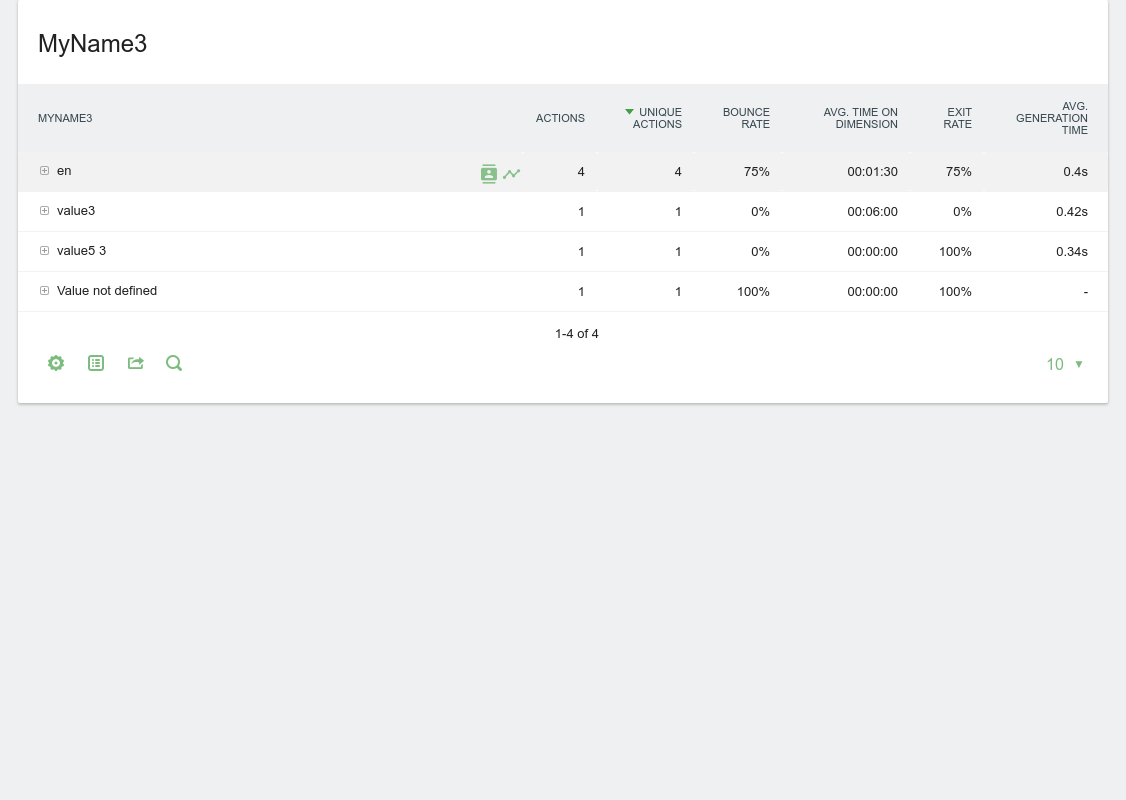 MyName3
MYNAME3 ACTIONS UNIQUE ACTIONS BOUNCE RATE AVG. TIME ON DIMENSION EXIT RATE AVG. GENERATION TIME
en 4 4 75% 00:01:30 75% 0.4s
value3 1 1 0% 00:06:00 0% 0.42s
value5 3 1 1 0% 00:00:00 100% 0.34s
Value not defined 1 1 100% 00:00:00 100% -
1-4 of 4
10